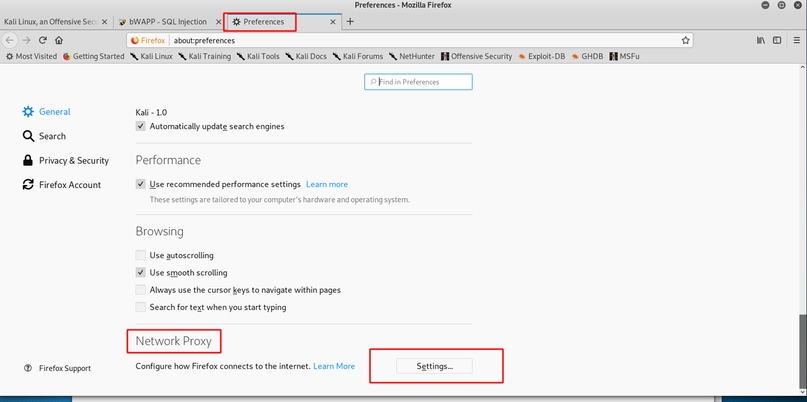 Preferences - Mozilla Firefox
Kali Linux, an Offensive Sec
bWAPP - SQL Injection
Preferences
Firefox
about:preferences
Most Visited
Getting Started
Kali Linux
Kali Training
Kali Tools
Kali Docs
Kali Forums
NetHunter
Offensive Security
Exploit-DB
GHDB
MSFu
Find in Preferences
General
Search
Privacy & Security
Firefox Account
Kali - 1.0
Automatically update search engines
Performance
Use recommended performance settings Learn more
These settings are tailored to your computer's hardware and operating system.
Browsing
Use autoscrolling
Use smooth scrolling
Always use the cursor keys to navigate within pages
Search for text when you start typing
Network Proxy
Configure how Firefox connects to the internet. Learn More
Settings...
Firefox Support